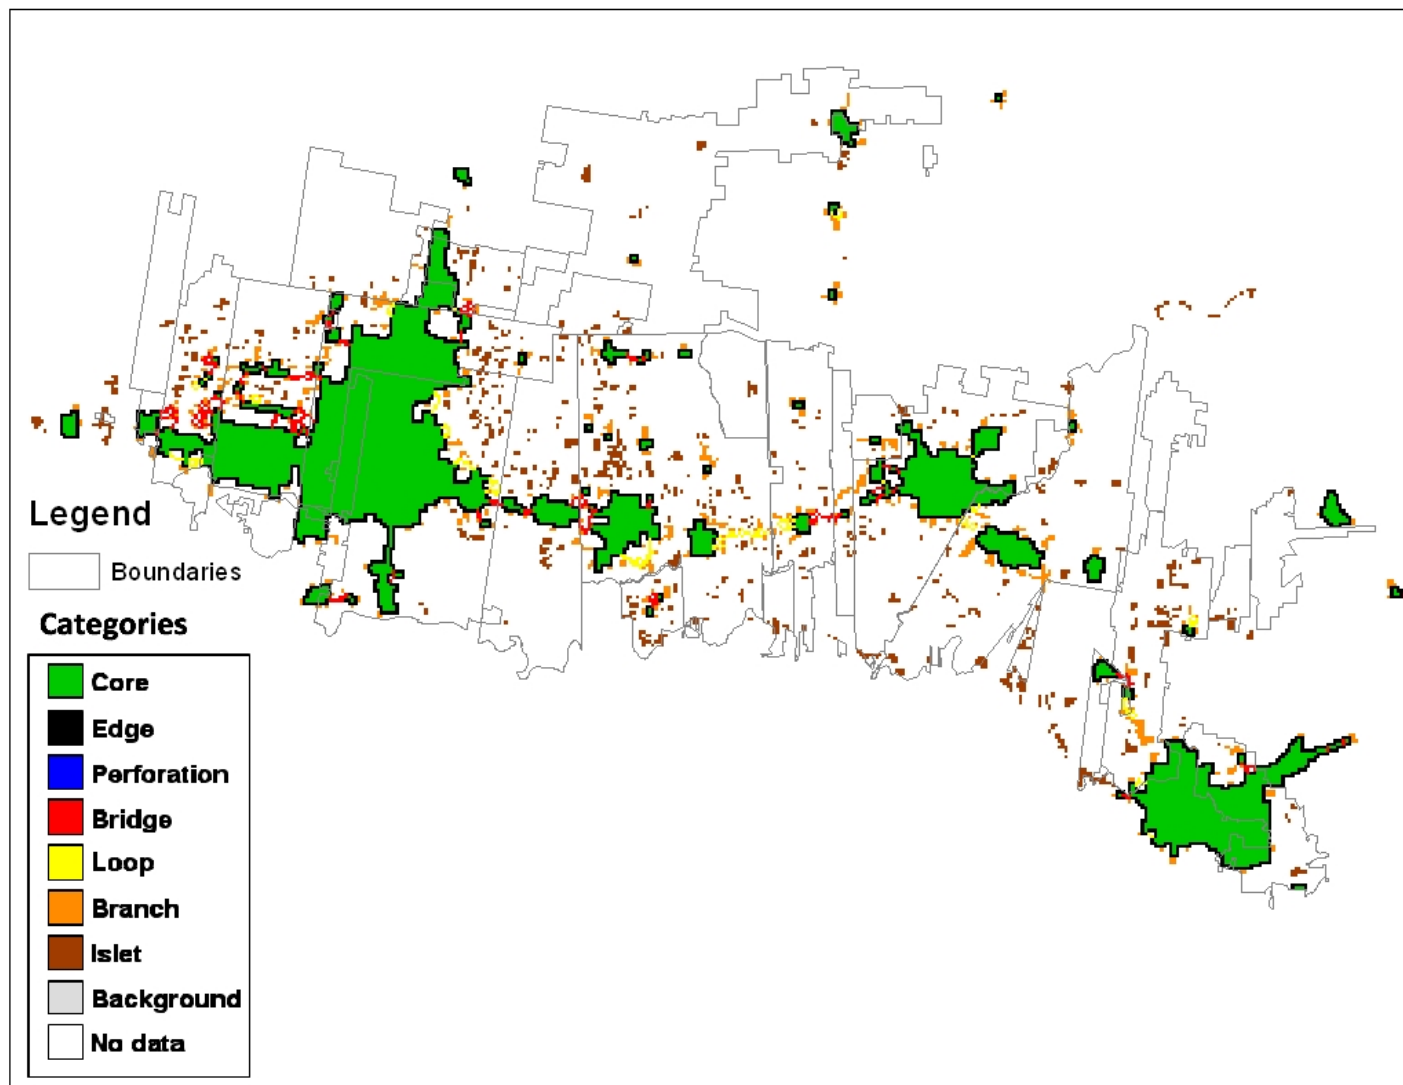 Legend
Boundaries
Categories
Core
Edge
Perforation
Bridge
Loop
Branch
Islet
Background
No data